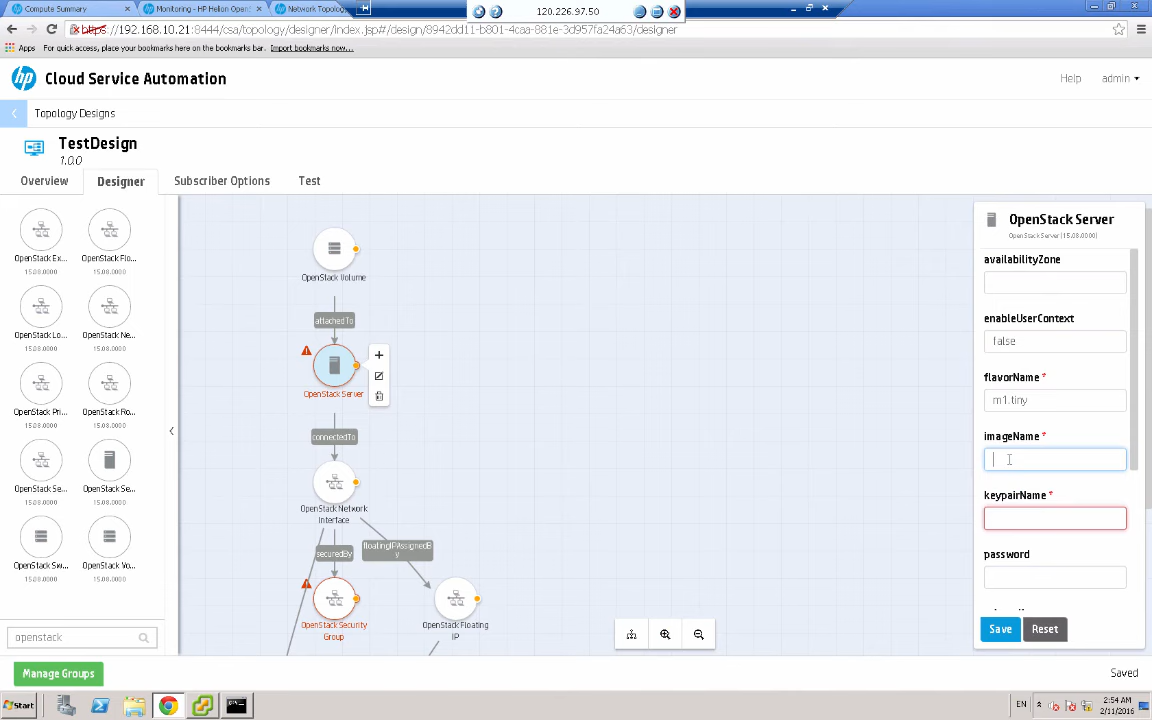 Compute Summary
Monitoring - HP Helion Open
Network Topolog
120.226.97.50
https://192.168.10.21:8444/csa/topology/designer/index.jsp#/design/8942dd11-b801-4caa-881e-3d957fa24a63/designer
Apps
For quick access, place your bookmarks here on the bookmarks bar.
Import bookmarks now...
hp
Cloud Service Automation
Help
admin
Topology Designs
TestDesign
1.0.0
Overview
Designer
Subscriber Options
Test
OpenStack Ex...
15.08.0000
OpenStack Flo...
15.08.0000
OpenStack Lo...
15.08.0000
OpenStack Ne...
15.08.0000
OpenStack Pri...
15.08.0000
OpenStack Ro...
15.08.0000
OpenStack Se...
15.08.0000
OpenStack Se...
15.08.0000
OpenStack Sw...
15.08.0000
OpenStack Vo...
15.08.0000
openstack
OpenStack Volume
attachedTo
OpenStack Server
connectedTo
OpenStack Network
Interface
securedBy
floatingIPAssignedB
y
OpenStack Security
Group
OpenStack Floating
IP
OpenStack Server
OpenStack Server [15.08.0000]
availabilityZone
enableUserContext
false
flavorName *
m1.tiny
imageName *
keypairName *
password
Save
Reset
Manage Groups
Saved
Start
EN
2:54 AM
2/11/2016